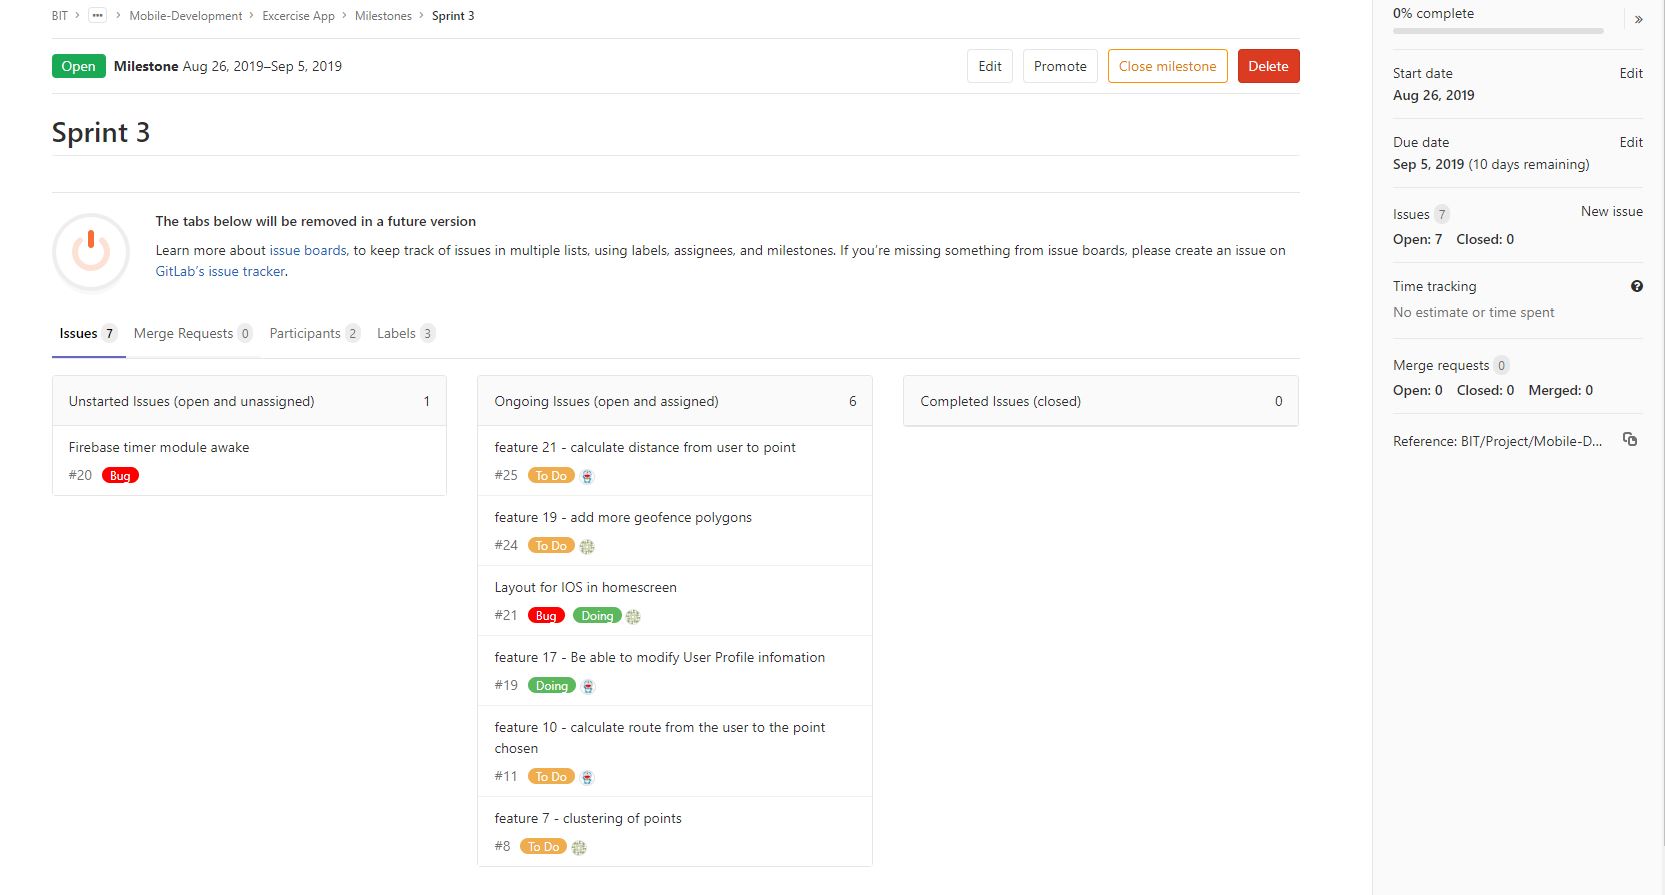 BIT > ··· > Mobile-Development > Excercise App > Milestones > Sprint 3
Open Milestone Aug 26, 2019–Sep 5, 2019 Edit Promote Close milestone Delete
Sprint 3
The tabs below will be removed in a future version
Learn more about issue boards, to keep track of issues in multiple lists, using labels, assignees, and milestones. If you’re missing something from issue boards, please create an issue on
GitLab’s issue tracker.
Issues 7 Merge Requests 0 Participants 2 Labels 3
Unstarted Issues (open and unassigned) 1
Firebase timer module awake
#20 Bug
Ongoing Issues (open and assigned) 6
feature 21 - calculate distance from user to point
#25 To Do
feature 19 - add more geofence polygons
#24 To Do
Layout for IOS in homescreen
#21 Bug Doing
feature 17 - Be able to modify User Profile infomation
#19 Doing
feature 10 - calculate route from the user to the point
chosen
#11 To Do
feature 7 - clustering of points
#8 To Do
Completed Issues (closed) 0
0% complete »
Start date Edit
Aug 26, 2019
Due date Edit
Sep 5, 2019 (10 days remaining)
Issues 7 New issue
Open: 7 Closed: 0
Time tracking ?
No estimate or time spent
Merge requests 0
Open: 0 Closed: 0 Merged: 0
Reference: BIT/Project/Mobile-D...